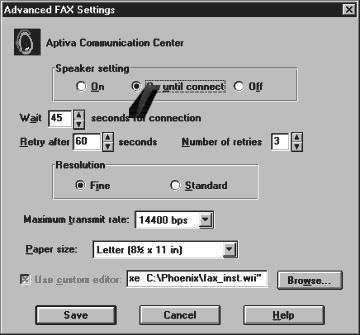 Advanced FAX Settings
Aptiva Communication Center
Speaker setting
On until connect Off
On
Wait 45 seconds for connection
Retry after 60 seconds Number of retries 3
Resolution
Fine Standard
Maximum transmit rate: 14400 bps
Paper size: Letter (8½ x 11 in)
Use custom editor: xe C:\Phoenix\fax_inst.wri" Browse...
Save Cancel Help